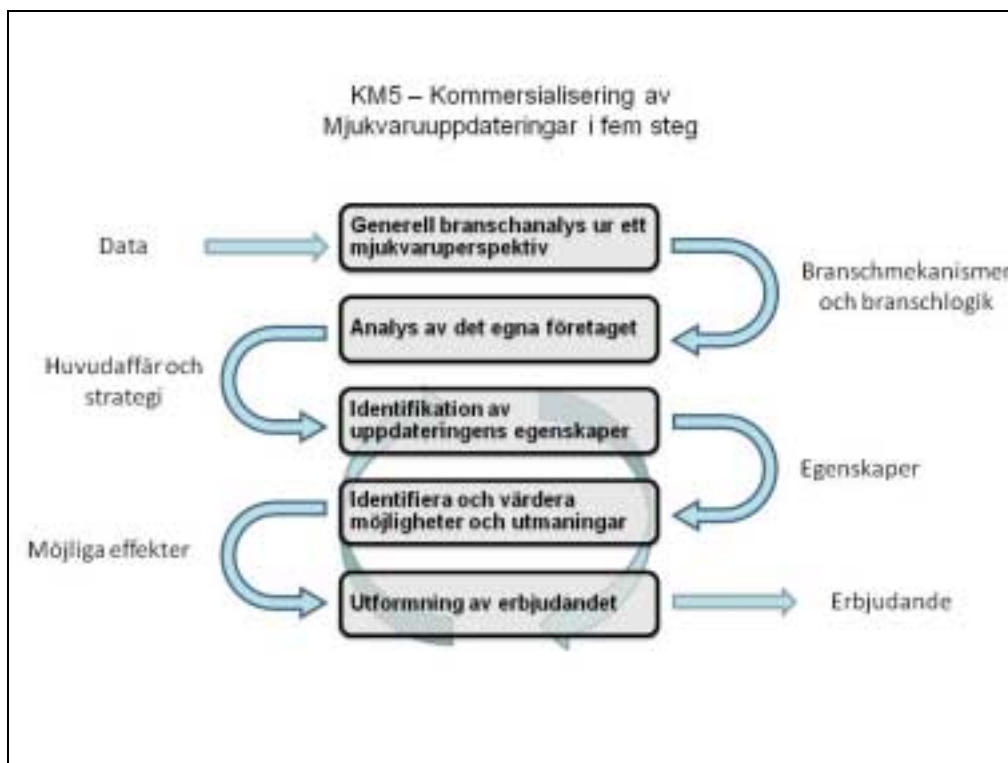 KM5 – Kommersialisering av
Mjukvaruuppdateringar i fem steg
Data
Generell branschanalys ur ett
mjukvaruperspektiv
Branschmekanismer
och branschlogik
Analys av det egna företaget
Huvudaffär och
strategi
Identifikation av
uppdateringens egenskaper
Egenskaper
Identifiera och värdera
möjligheter och utmaningar
Möjliga effekter
Utformning av erbjudandet
Erbjudande